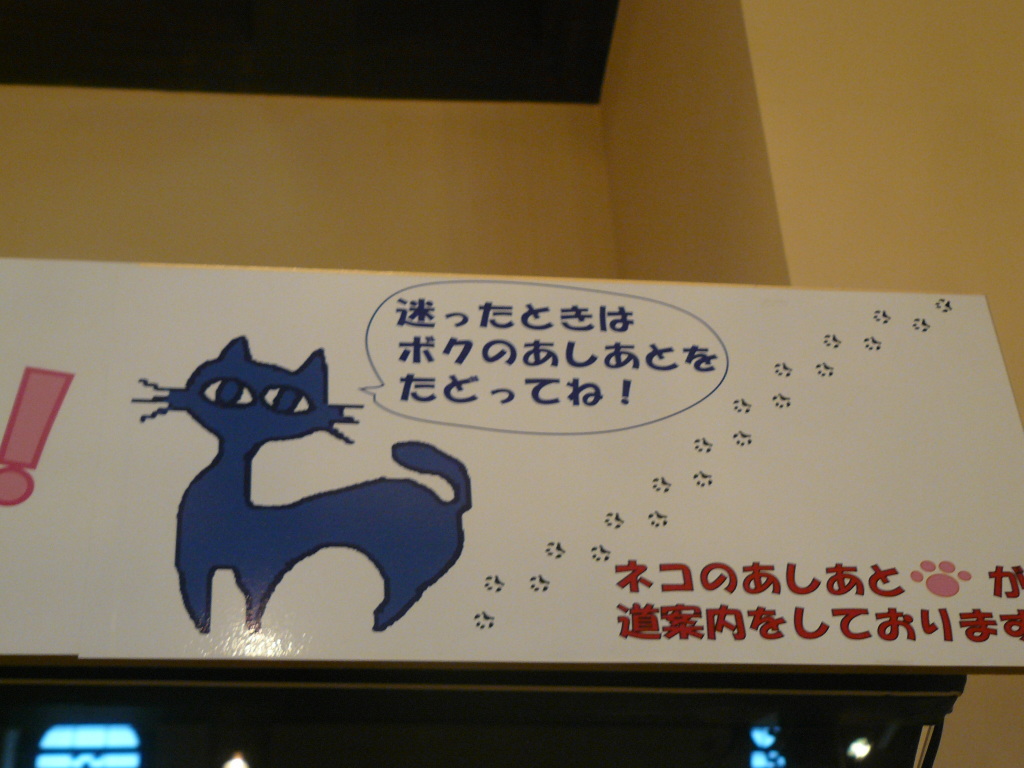 !
迷ったときは
ボクのあしあとを
たどってね!
ネコのあしあと が
道案内をしております